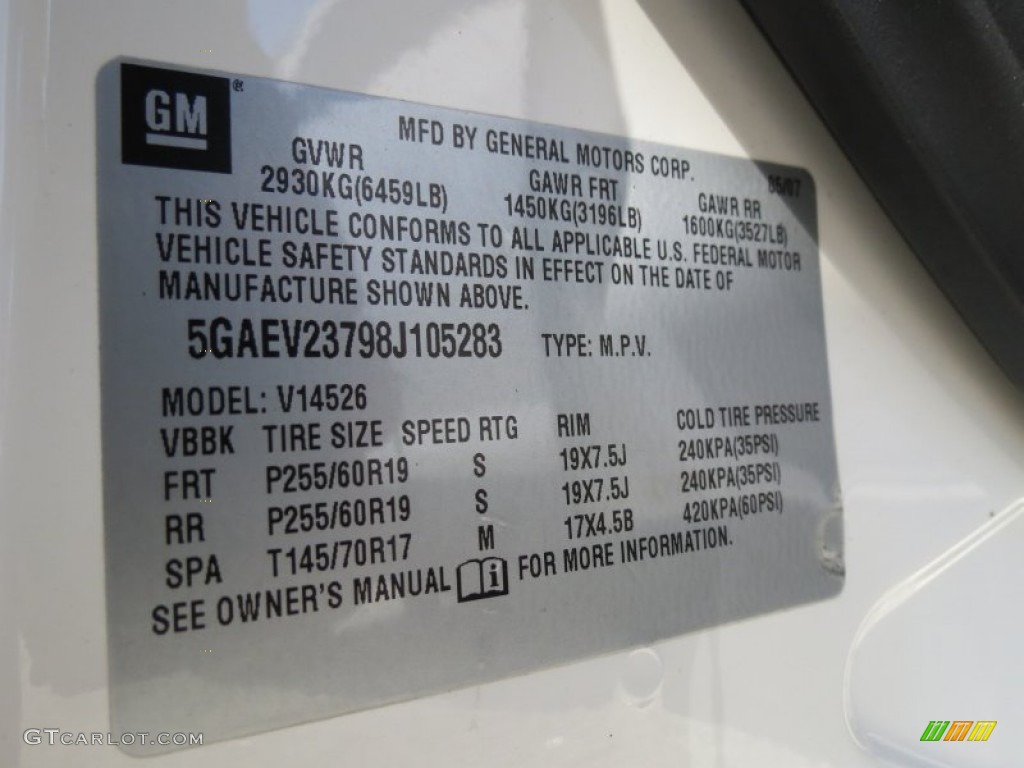 GM®
MFD BY GENERAL MOTORS CORP. 05/07
GVWR GAWR FRT GAWR RR
2930KG(6459LB) 1450KG(3196LB) 1600KG(3527LB)
THIS VEHICLE CONFORMS TO ALL APPLICABLE U.S. FEDERAL MOTOR
VEHICLE SAFETY STANDARDS IN EFFECT ON THE DATE OF
MANUFACTURE SHOWN ABOVE.
5GAEV23798J105283 TYPE: M.P.V.
MODEL: V14526
VBBK TIRE SIZE SPEED RTG RIM COLD TIRE PRESSURE
FRT P255/60R19 S 19X7.5J 240KPA(35PSI)
RR P255/60R19 S 19X7.5J 240KPA(35PSI)
SPA T145/70R17 M 17X4.5B 420KPA(60PSI)
SEE OWNER'S MANUAL i FOR MORE INFORMATION.
GTCARLOT.COM